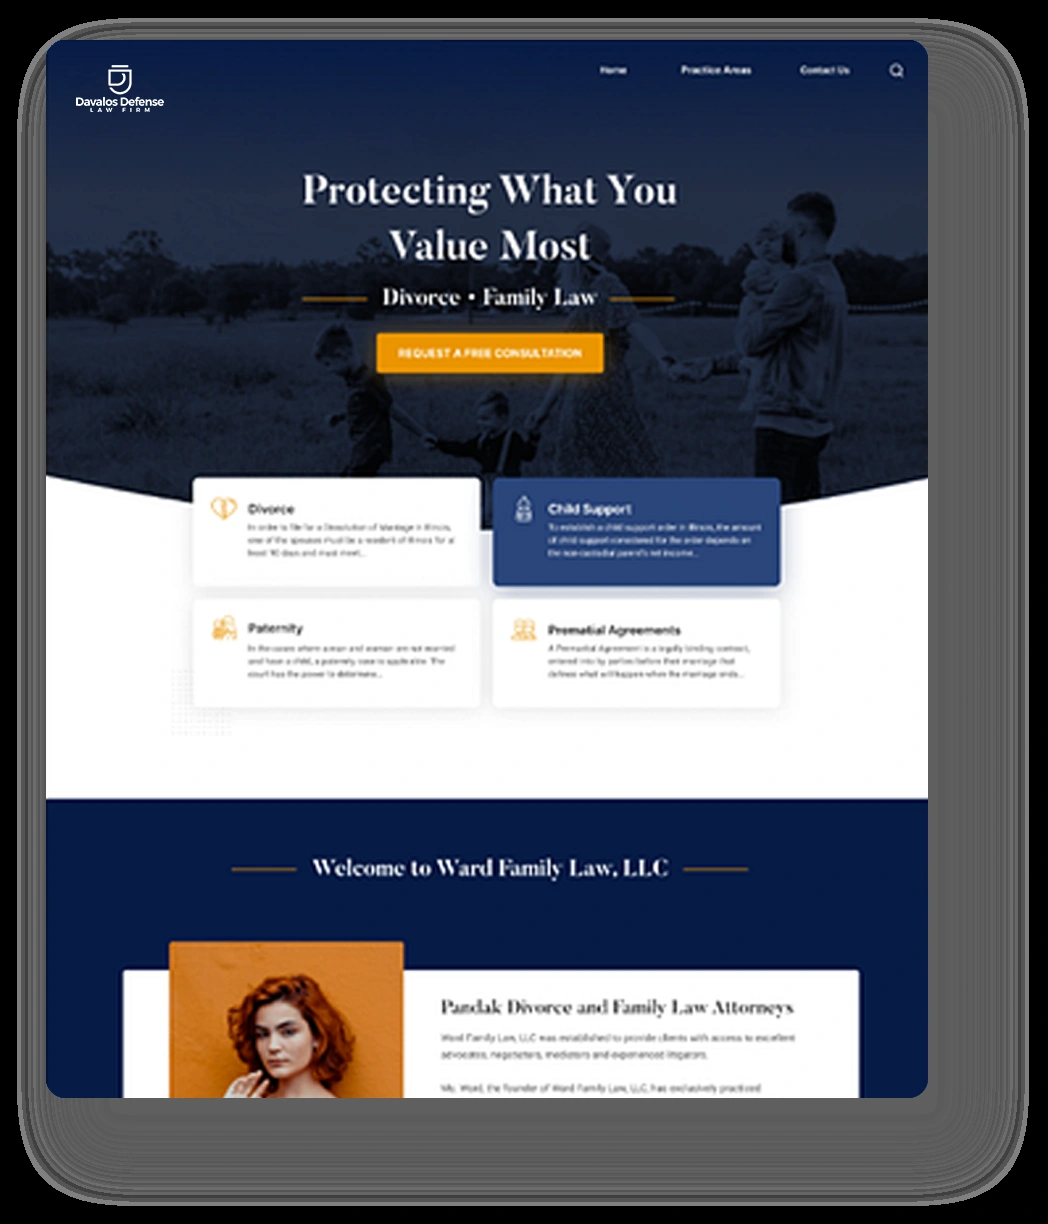 Davalos Defense
LAW FIRM
Home Practice Areas Contact Us
Protecting What You
Value Most
Divorce • Family Law
REQUEST A FREE CONSULTATION
Divorce
In order to file for a Dissolution of Marriage in Illinois,
one of the spouses must be a resident of Illinois for at
least 90 days and must meet...
Child Support
To establish a child support order in Illinois, the amount
of child support considered for the order depends on
the non-custodial parent's net income...
Paternity
In the cases where a man and woman are not married
and have a child, a paternity case is applicable. The
court has the power to determine...
Prematial Agreements
A Premarital Agreement is a legally binding contract,
entered into by parties before their marriage that
defines what will happen when the marriage ends...
Welcome to Ward Family Law, LLC
Pandak Divorce and Family Law Attorneys
Ward Family Law, LLC was established to provide clients with access to excellent
advocates, negotiators, mediators and experienced litigators.
Ms. Ward, the founder of Ward Family Law, LLC, has exclusively practiced